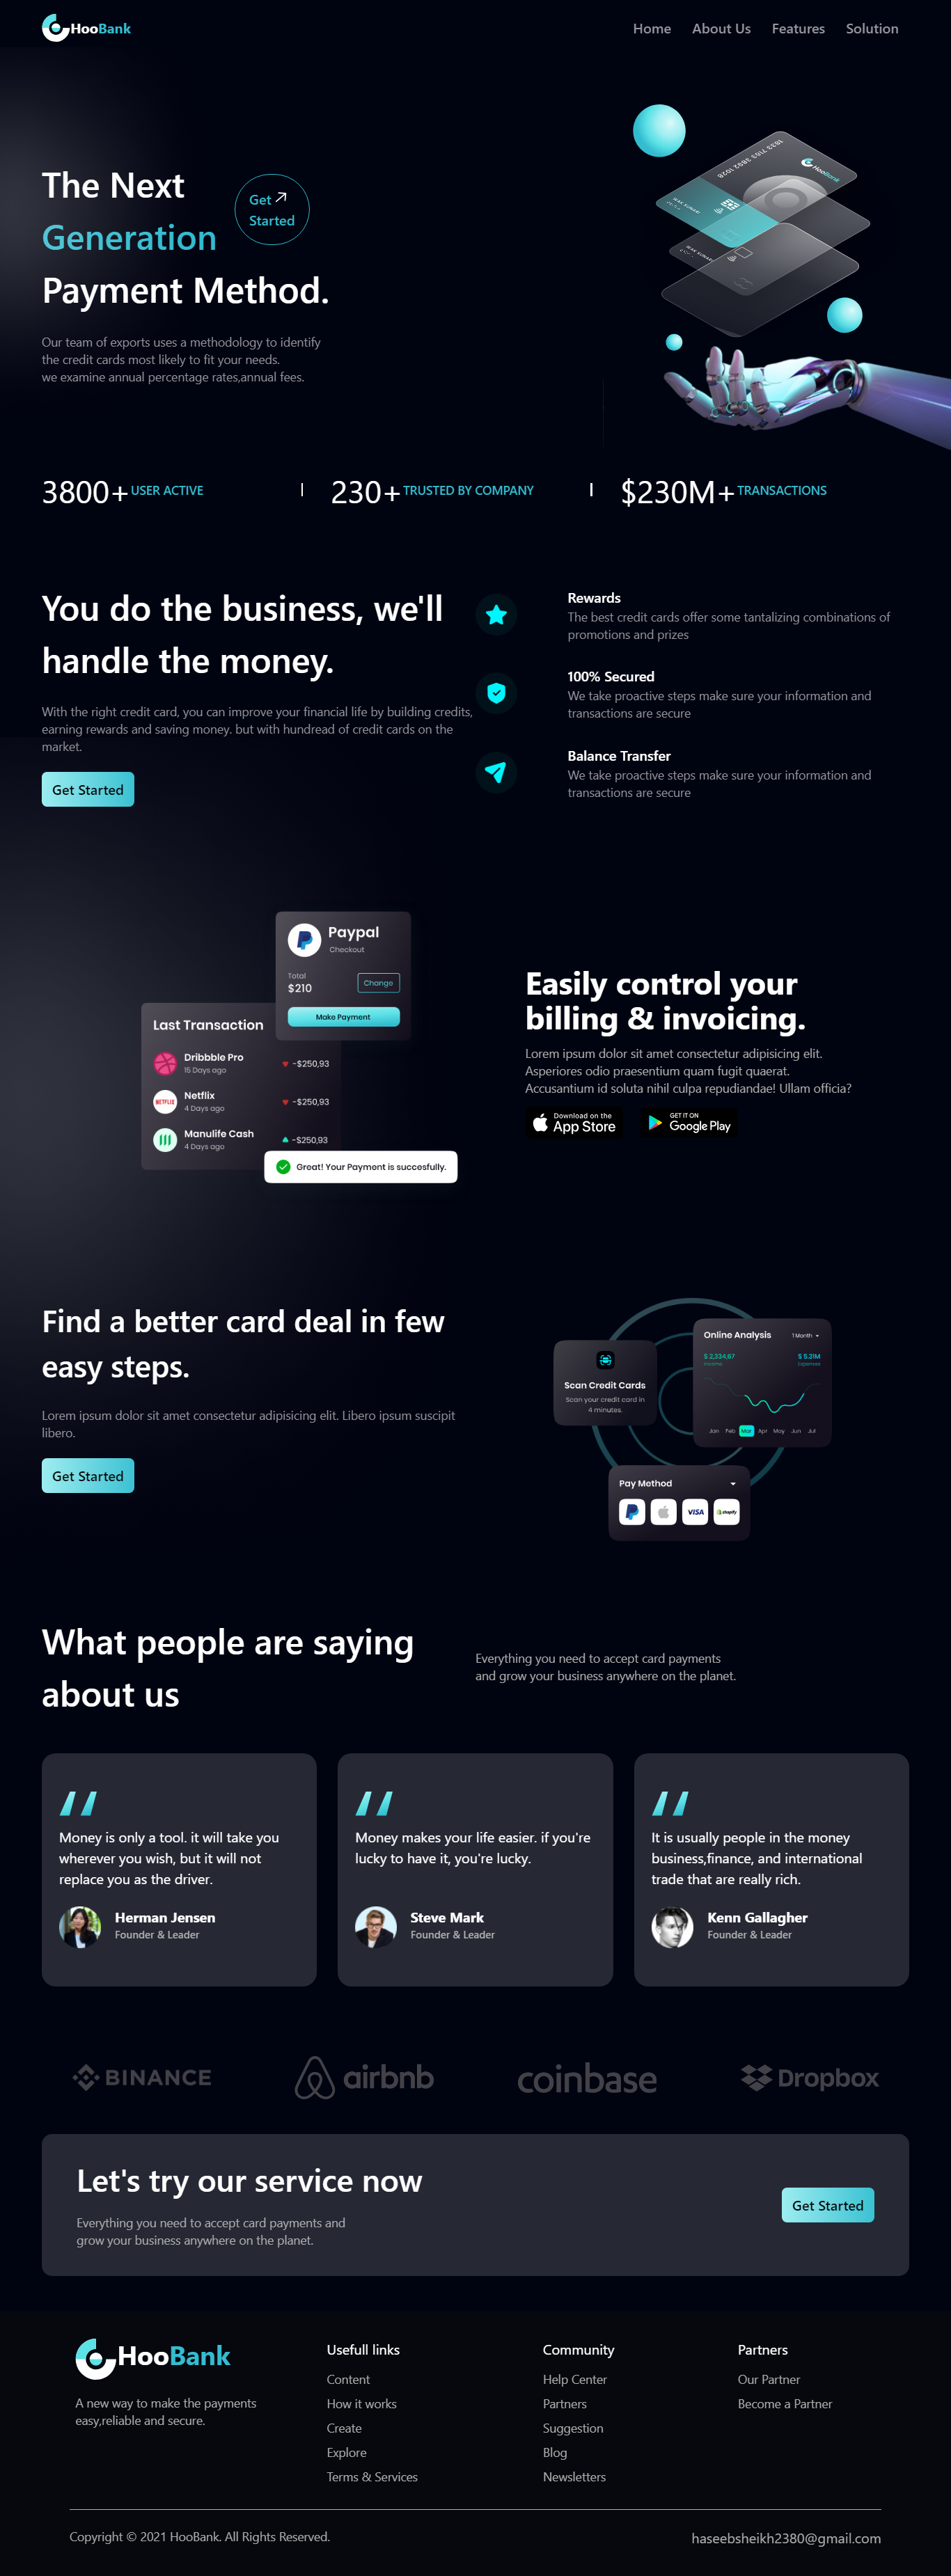 HooBank
Home About Us Features Solution
The Next
Generation
Payment Method.
Get
Started
Our team of exports uses a methodology to identify
the credit cards most likely to fit your needs.
we examine annual percentage rates,annual fees.
HooBank
3800+ USER ACTIVE
230+ TRUSTED BY COMPANY
$230M+ TRANSACTIONS
You do the business, we'll
handle the money.
With the right credit card, you can improve your financial life by building credits,
earning rewards and saving money. but with hundread of credit cards on the
market.
Get Started
Rewards
The best credit cards offer some tantalizing combinations of
promotions and prizes
100% Secured
We take proactive steps make sure your information and
transactions are secure
Balance Transfer
We take proactive steps make sure your information and
transactions are secure
Paypal
Checkout
Total
$210
Change
Make Payment
Last Transaction
Dribbble Pro
15 Days ago
-$250,93
Netflix
4 Days ago
-$250,93
NETFLIX
Manulife Cash
4 Days ago
-$250,93
Great! Your Payment is succesfully.
Easily control your
billing & invoicing.
Lorem ipsum dolor sit amet consectetur adipisicing elit.
Asperiores odio praesentium quam fugit quaerat.
Accusantium id soluta nihil culpa repudiandae! Ullam officia?
Download on the
App Store
GET IT ON
Google Play
Find a better card deal in few
easy steps.
Lorem ipsum dolor sit amet consectetur adipisicing elit. Libero ipsum suscipit
libero.
Get Started
Scan Credit Cards
Scan your credit card in
4 minutes.
Online Analysis
1 Month
$ 2,334,67
Income
$ 5.31M
Expenses
Jan Feb Mar Apr May Jun Jul
Pay Method
VISA
shopify
What people are saying
about us
Everything you need to accept card payments
and grow your business anywhere on the planet.
Money is only a tool. it will take you
wherever you wish, but it will not
replace you as the driver.
Herman Jensen
Founder & Leader
Money makes your life easier. if you're
lucky to have it, you're lucky.
Steve Mark
Founder & Leader
It is usually people in the money
business,finance, and international
trade that are really rich.
Kenn Gallagher
Founder & Leader
BINANCE
airbnb
coinbase
Dropbox
Let's try our service now
Everything you need to accept card payments and
grow your business anywhere on the planet.
Get Started
HooBank
A new way to make the payments
easy,reliable and secure.
Usefull links
Content
How it works
Create
Explore
Terms & Services
Community
Help Center
Partners
Suggestion
Blog
Newsletters
Partners
Our Partner
Become a Partner
Copyright © 2021 HooBank. All Rights Reserved.
haseebsheikh2380@gmail.com